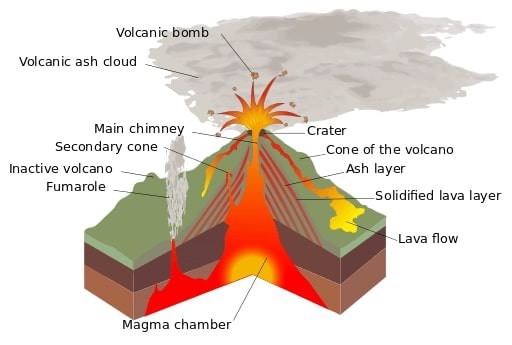 Volcanic bomb
Volcanic ash cloud
Main chimney
Crater
Secondary cone
Cone of the volcano
Inactive volcano
Ash layer
Fumarole
Solidified lava layer
Lava flow
Magma chamber